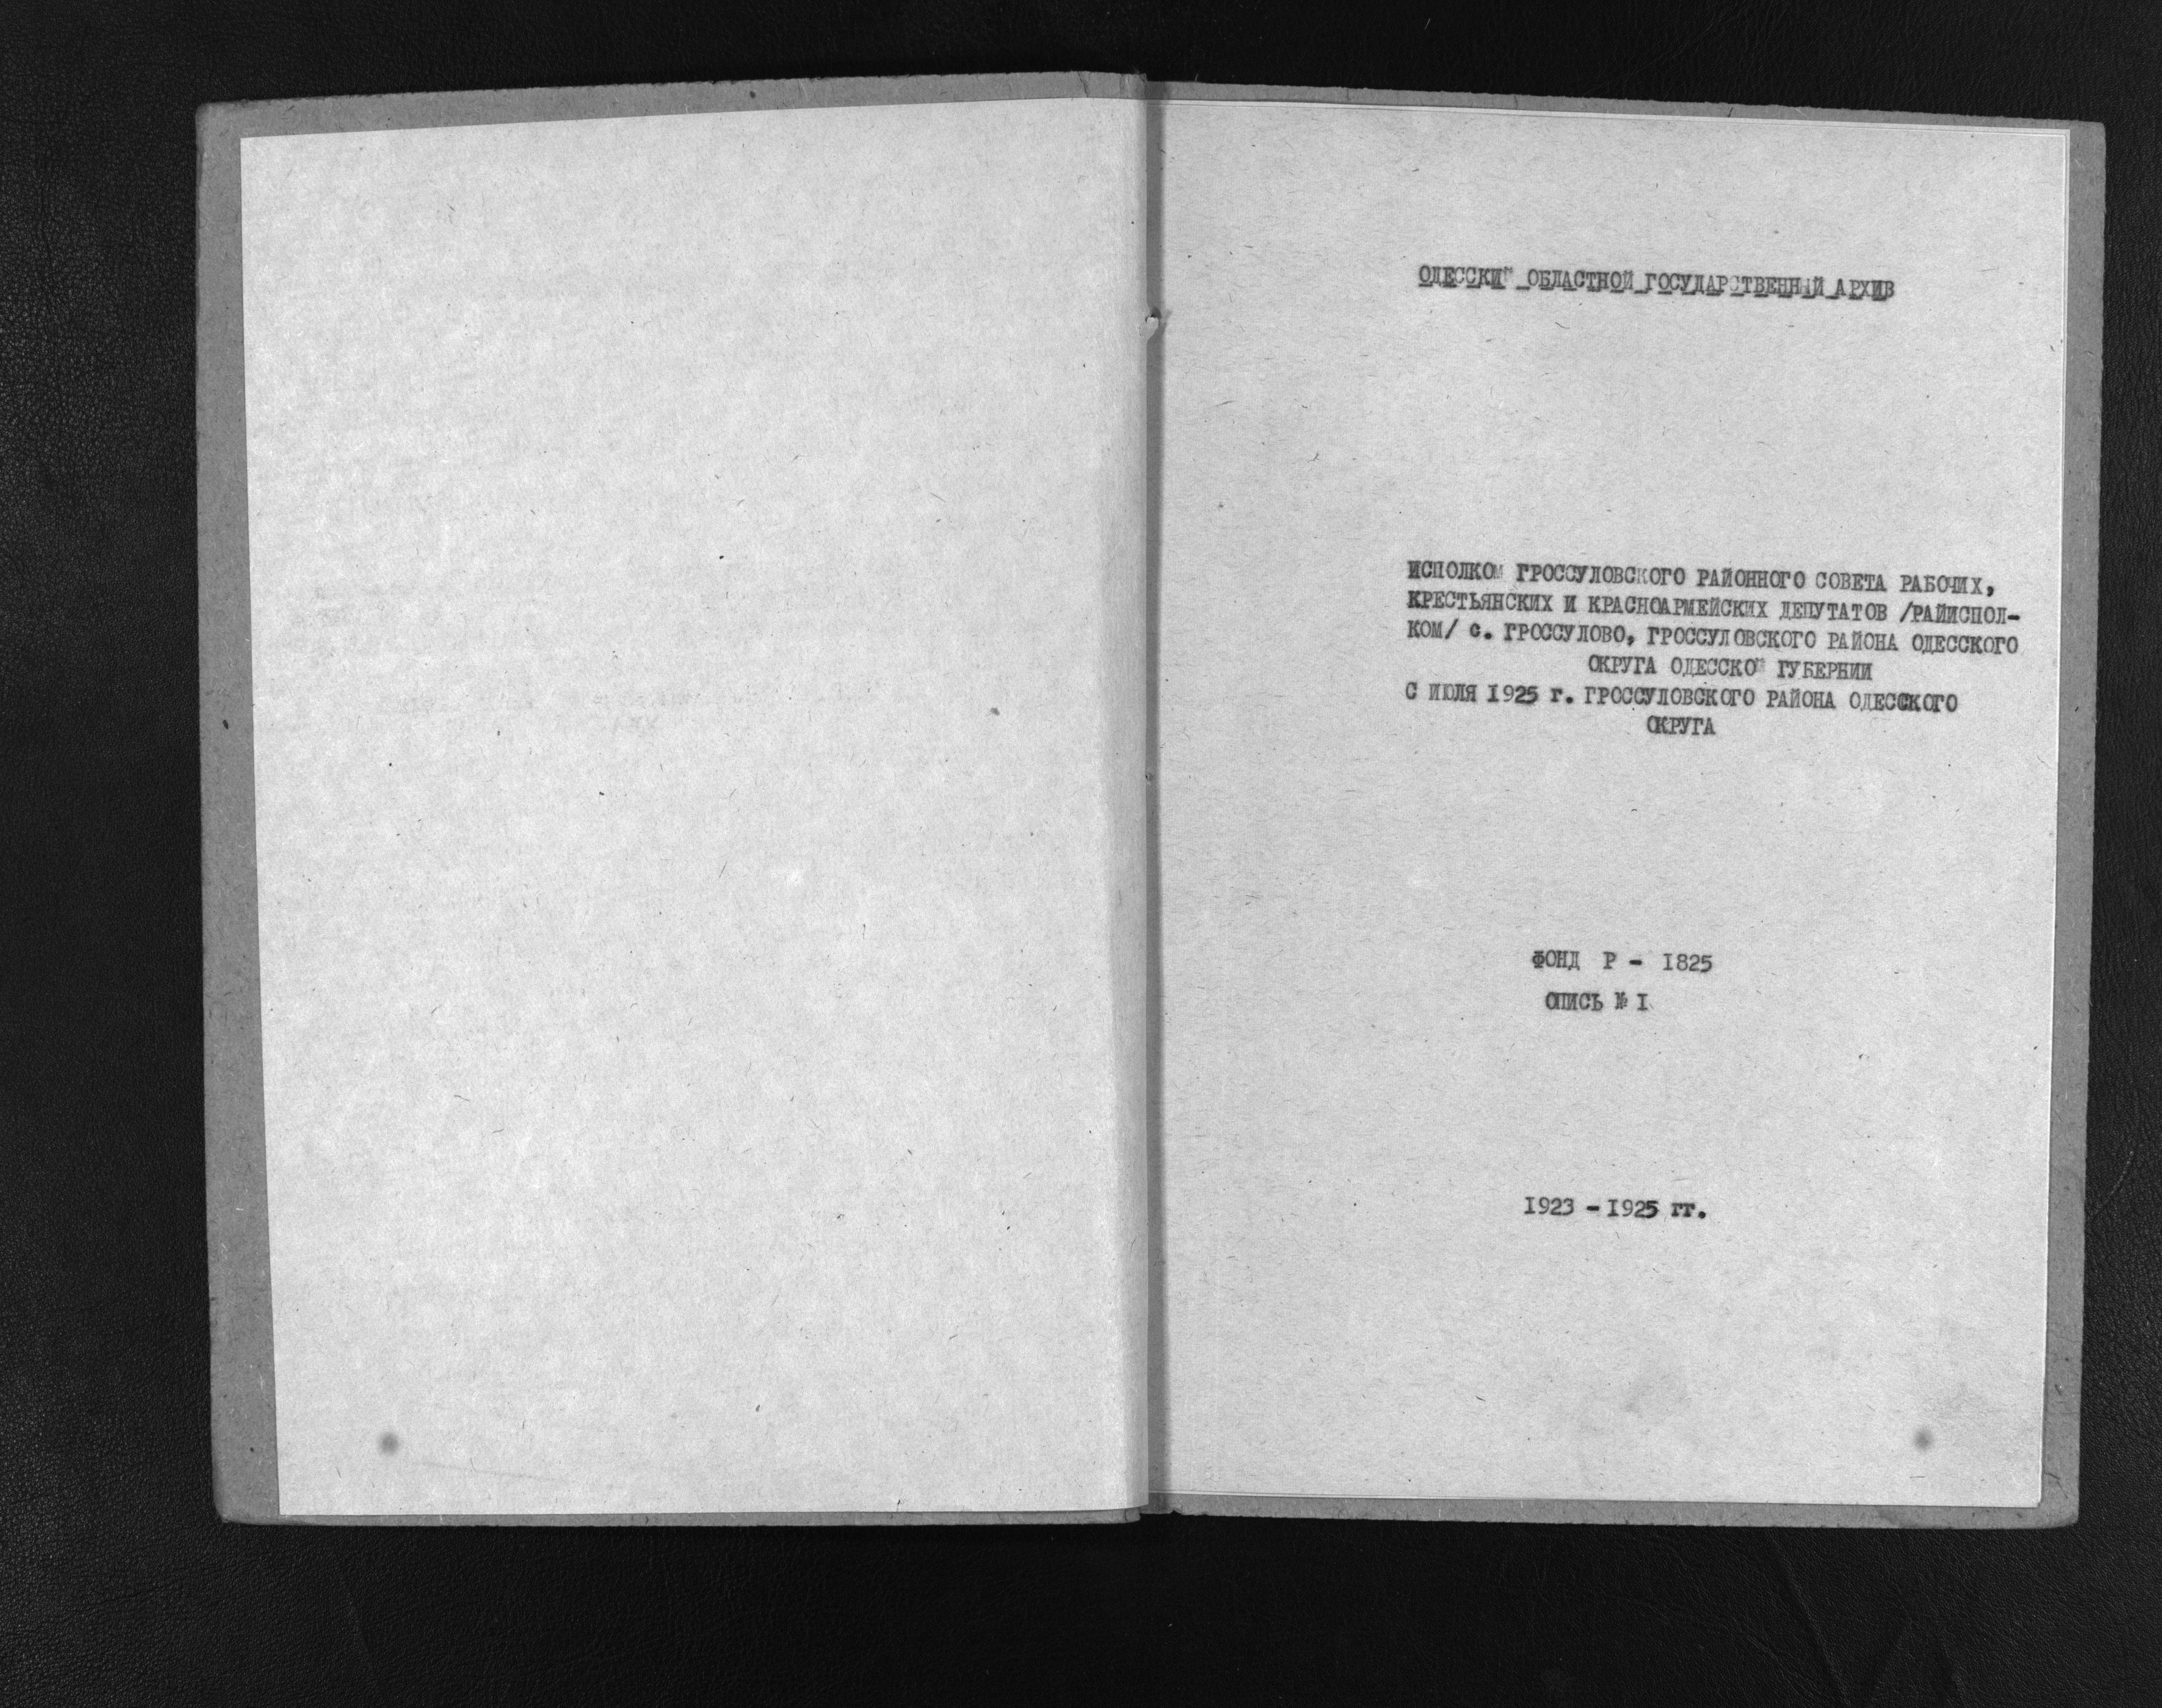 ОДЕССКИЙ ОБЛАСТНОЙ ГОСУДАРСТВЕННЫЙ АРХИВ
ИСПОЛКОМ ГРОССУЛОВСКОГО РАЙОННОГО СОВЕТА РАБОЧИХ,
КРЕСТЬЯНСКИХ И КРАСНОАРМЕЙСКИХ ДЕПУТАТОВ /РАЙИСПОЛ-
КОМ/ с. ГРОССУЛОВО, ГРОССУЛОВСКОГО РАЙОНА ОДЕССКОГО
ОКРУГА ОДЕССКОЙ ГУБЕРНИИ
С ИЮЛЯ 1925 г. ГРОССУЛОВСКОГО РАЙОНА ОДЕССКОГО
ОКРУГА
ФОНД Р - 1825
ОПИСЬ № 1
1923 - 1925 гг.